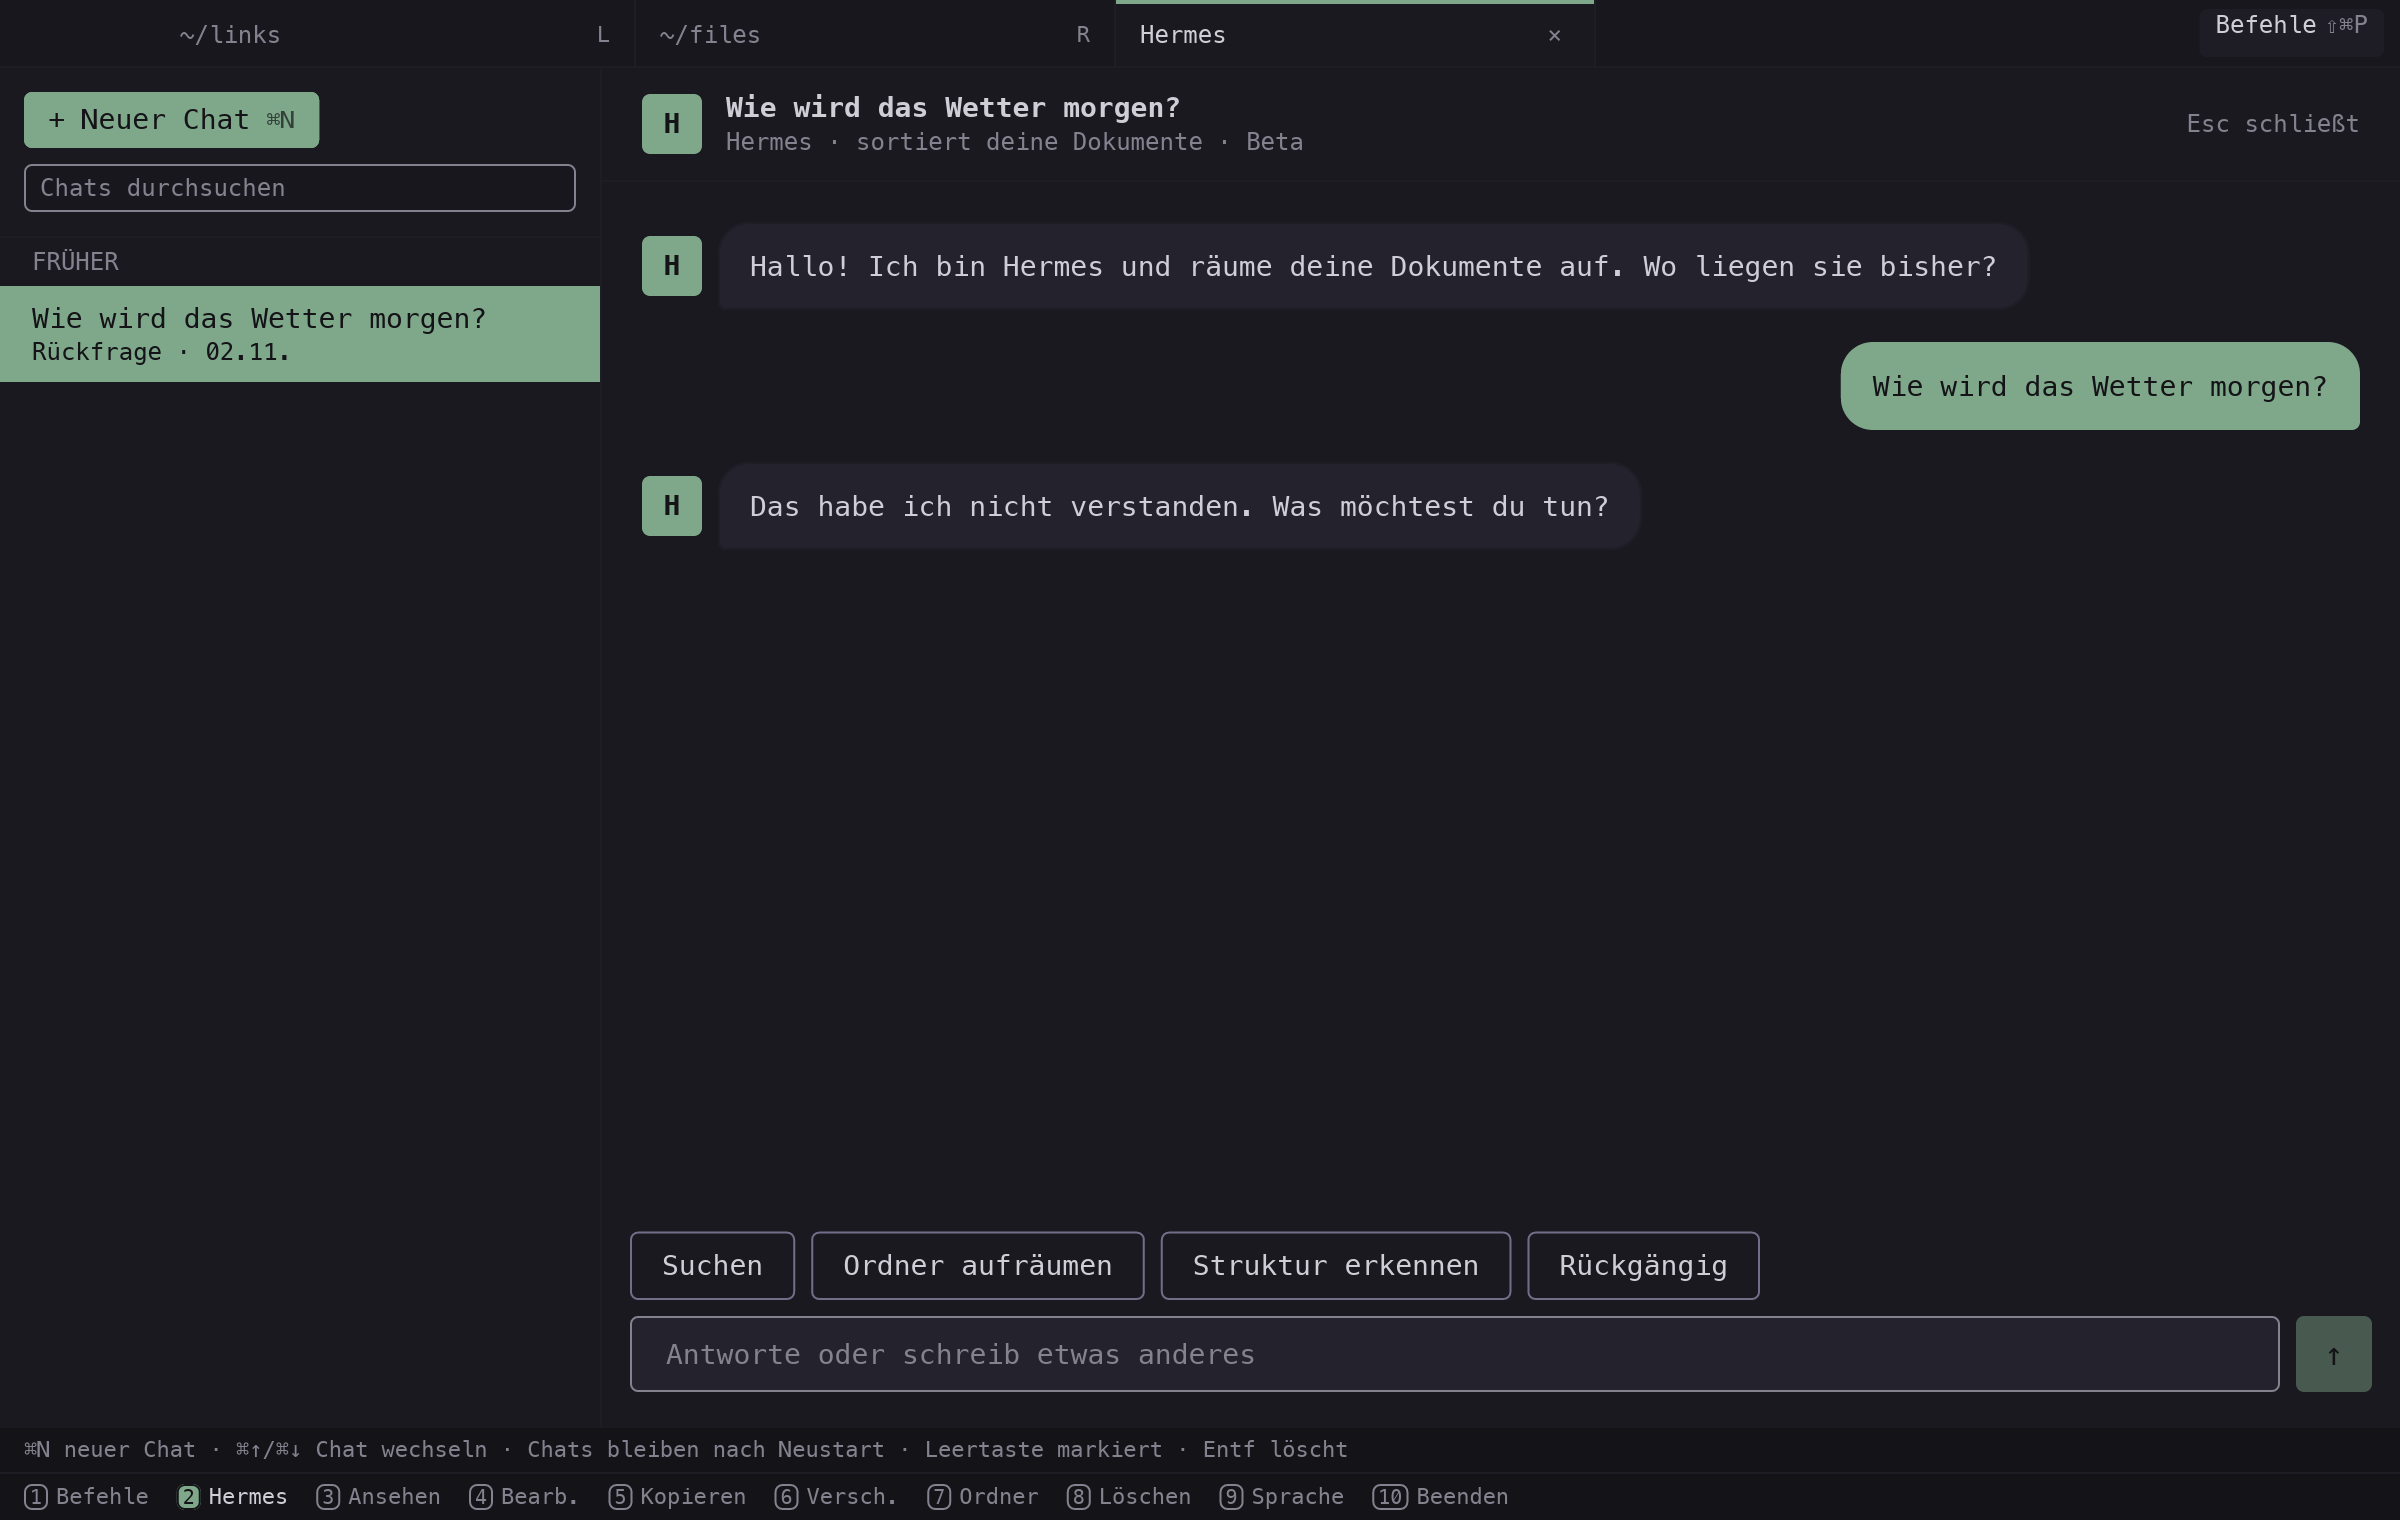 ~/links L ~/files R Hermes × Befehle ⇧⌘P
+ Neuer Chat ⌘N
Chats durchsuchen
FRÜHER
Wie wird das Wetter morgen?
Rückfrage · 02.11.
H
Wie wird das Wetter morgen?
Hermes · sortiert deine Dokumente · Beta
Esc schließt
H
Hallo! Ich bin Hermes und räume deine Dokumente auf. Wo liegen sie bisher?
Wie wird das Wetter morgen?
H
Das habe ich nicht verstanden. Was möchtest du tun?
Suchen Ordner aufräumen Struktur erkennen Rückgängig
Antworte oder schreib etwas anderes ↑
⌘N neuer Chat · ⌘↑/⌘↓ Chat wechseln · Chats bleiben nach Neustart · Leertaste markiert · Entf löscht
1 Befehle 2 Hermes 3 Ansehen 4 Bearb. 5 Kopieren 6 Versch. 7 Ordner 8 Löschen 9 Sprache 10 Beenden